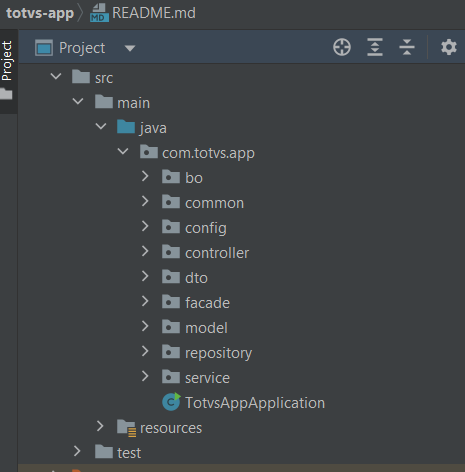 totvs-app README.md
Project
Project
src
main
java
com.totvs.app
bo
common
config
controller
dto
facade
model
repository
service
TotvsAppApplication
resources
test